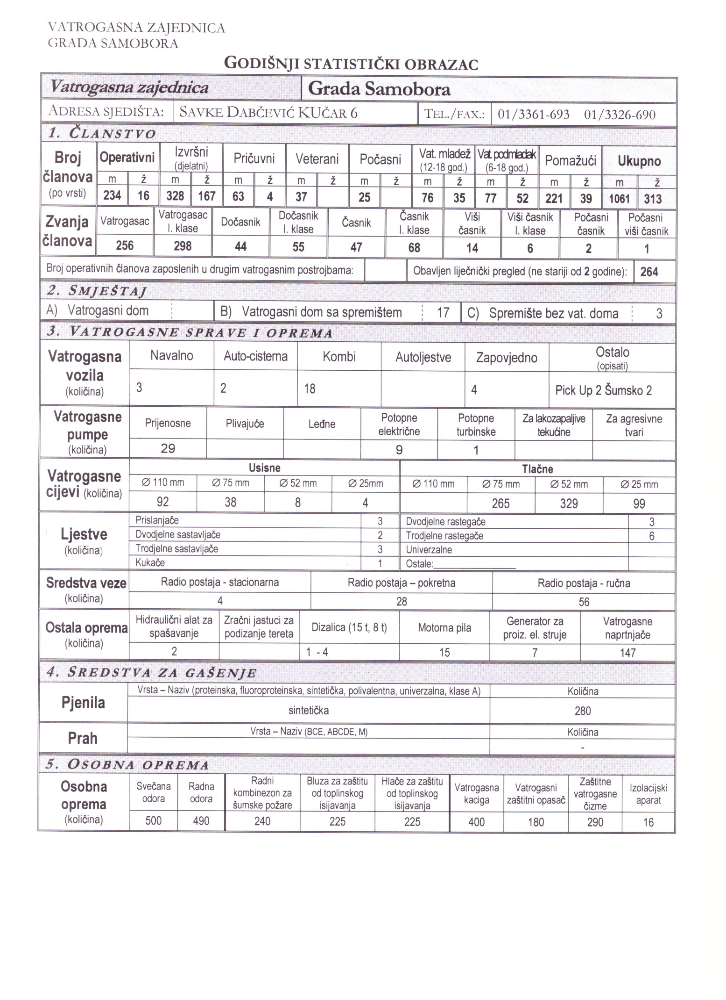 VATROGASNA ZAJEDNICA
GRADA SAMOBORA
GODIŠNJI STATISTIČKI OBRAZAC
Vatrogasna zajednica Grada Samobora
ADRESA SJEDIŠTA: SAVKE DABČEVIĆ KUČAR 6 TEL./FAX.: 01/3361-693 01/3326-690
1. ČLANSTVO
Broj članova (po vrsti) Operativni Izvršni (djelatni) Pričuvni Veterani Počasni Vat. mladež (12-18 god.) Vat. podmladak (6-18 god.) Pomažući Ukupno
m ž m ž m ž m ž m ž m ž m ž m ž m ž
234 16 328 167 63 4 37 25 76 35 77 52 221 39 1061 313
Zvanja članova Vatrogasac Vatrogasac I. klase Dočasnik Dočasnik I. klase Časnik Časnik I. klase Viši časnik Viši časnik I. klase Počasni časnik Počasni viši časnik
256 298 44 55 47 68 14 6 2 1
Broj operativnih članova zaposlenih u drugim vatrogasnim postrojbama: Obavljen liječnički pregled (ne stariji od 2 godine): 264
2. SMJEŠTAJ
A) Vatrogasni dom B) Vatrogasni dom sa spremištem 17 C) Spremište bez vat. doma 3
3. VATROGASNE SPRAVE I OPREMA
Vatrogasna vozila (količina) Navalno Auto-cisterna Kombi Autoljestve Zapovjedno Ostalo (opisati)
3 2 18 4 Pick Up 2 Šumsko 2
Vatrogasne pumpe (količina) Prijenosne Plivajuće Leđne Potopne električne Potopne turbinske Za lakozapaljive tekućine Za agresivne tvari
29 9 1
Vatrogasne cijevi (količina) Usisne Tlačne
∅ 110 mm ∅ 75 mm ∅ 52 mm ∅ 25mm ∅ 110 mm ∅ 75 mm ∅ 52 mm ∅ 25 mm
92 38 8 4 265 329 99
Ljestve (količina)
Prislanjače 3 Dvodjelne rastegače 3
Dvodjelne sastavljače 2 Trodjelne rastegače 6
Trodjelne sastavljače 3 Univerzalne
Kukače 1 Ostale:___________________
Sredstva veze (količina) Radio postaja - stacionarna Radio postaja – pokretna Radio postaja - ručna
4 28 56
Ostala oprema (količina) Hidraulični alat za spašavanje Zračni jastuci za podizanje tereta Dizalica (15 t, 8 t) Motorna pila Generator za proiz. el. struje Vatrogasne naprtnjače
2 1 - 4 15 7 147
4. SREDSTVA ZA GAŠENJE
Pjenila Vrsta – Naziv (proteinska, fluoroproteinska, sintetička, polivalentna, univerzalna, klase A) Količina
sintetička 280
Prah Vrsta – Naziv (BCE, ABCDE, M) Količina
-
5. OSOBNA OPREMA
Osobna oprema (količina) Svečana odora Radna odora Radni kombinezon za šumske požare Bluza za zaštitu od toplinskog isijavanja Hlače za zaštitu od toplinskog isijavanja Vatrogasna kaciga Vatrogasni zaštitni opasač Zaštitne vatrogasne čizme Izolacijski aparat
500 490 240 225 225 400 180 290 16